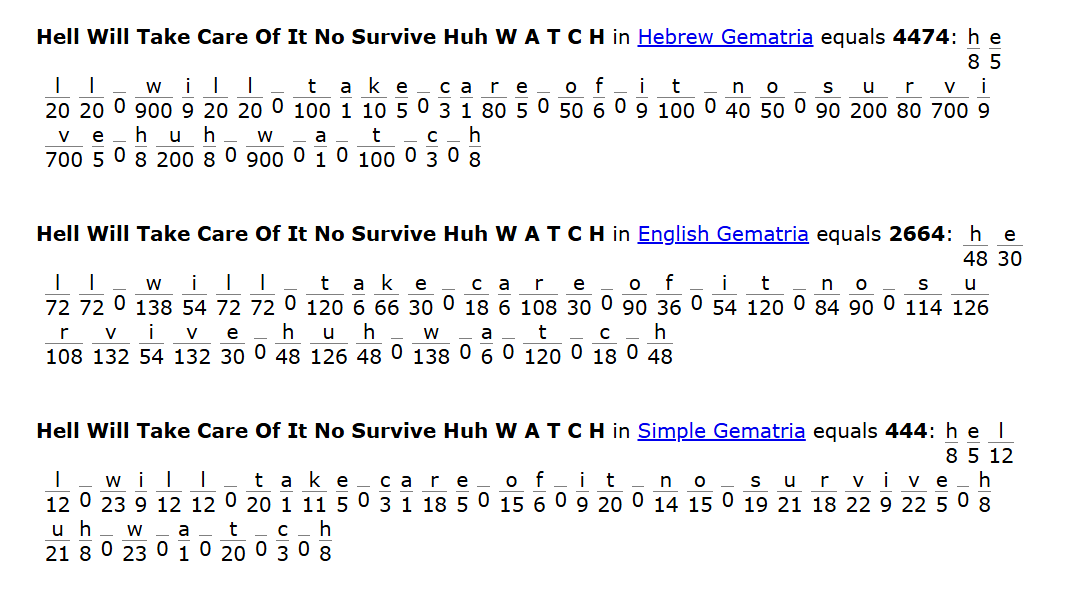 Hell Will Take Care Of It No Survive Huh W A T C H in Hebrew Gematria equals 4474: h e
8 5
l l _ w i l l _ t a k e _ c a r e _ o f _ i t _ n o _ s u r v i
20 20 0 900 9 20 20 0 100 1 10 5 0 3 1 80 5 0 50 6 0 9 100 0 40 50 0 90 200 80 700 9
v e _ h u h _ w _ a _ t _ c _ h
700 5 0 8 200 8 0 900 0 1 0 100 0 3 0 8
Hell Will Take Care Of It No Survive Huh W A T C H in English Gematria equals 2664: h e
48 30
l l _ w i l l _ t a k e _ c a r e _ o f _ i t _ n o _ s u
72 72 0 138 54 72 72 0 120 6 66 30 0 18 6 108 30 0 90 36 0 54 120 0 84 90 0 114 126
r v i v e _ h u h _ w _ a _ t _ c _ h
108 132 54 132 30 0 48 126 48 0 138 0 6 0 120 0 18 0 48
Hell Will Take Care Of It No Survive Huh W A T C H in Simple Gematria equals 444: h e l
8 5 12
l _ w i l l _ t a k e _ c a r e _ o f _ i t _ n o _ s u r v i v e _ h
12 0 23 9 12 12 0 20 1 11 5 0 3 1 18 5 0 15 6 0 9 20 0 14 15 0 19 21 18 22 9 22 5 0 8
u h _ w _ a _ t _ c _ h
21 8 0 23 0 1 0 20 0 3 0 8